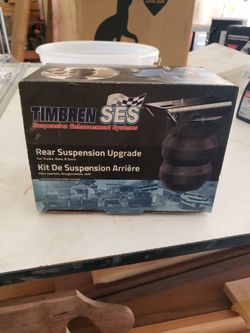 TIMBREN SES
Suspension Enhancement Systems
Rear Suspension Upgrade
For Trucks, Vans, & SUVs
Kit De Suspension Arrière